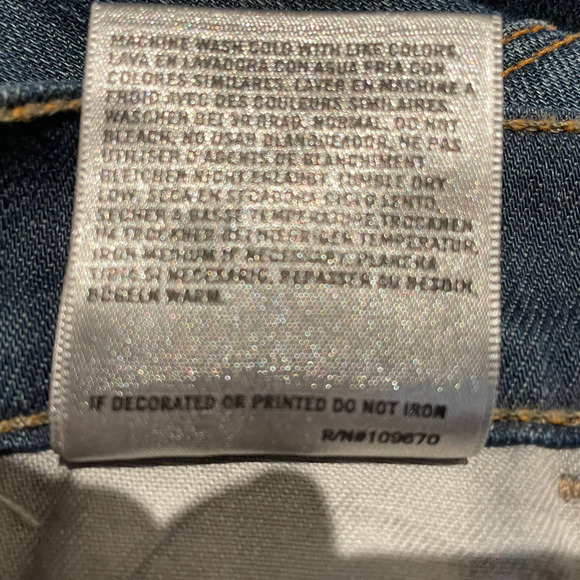 MACHINE WASH COLD WITH LIKE COLORS
LAVA EN LAVADORA CON AGUA FRIA CON
COLORES SIMILARES. LAVER EN MACHINE A
FROID AVEC DES COULEURS SIMILAIRES.
WASCHEN BEI 30 GRAD. NORMAL. DO NOT
BLEACH. NO USAR BLANQUEADOR. NE PAS
UTILISER D'AGENTS DE BLANCHIMENT.
BLEICHEN NICHT ERLAUBT. TUMBLE DRY
LOW. SECA EN SECADORA CICLO LENTO.
SECHER A BASSE TEMPERATURE. TROCKNEN
IM TROCKNER TEMPERATUR.
IRON MEDIUM IF NECESSARY. PLANCHA
TIBIA SI NECESARIO. REPASSER AU BESOIN.
BÜGELN WARM.
IF DECORATED OR PRINTED DO NOT IRON
R/N#109670